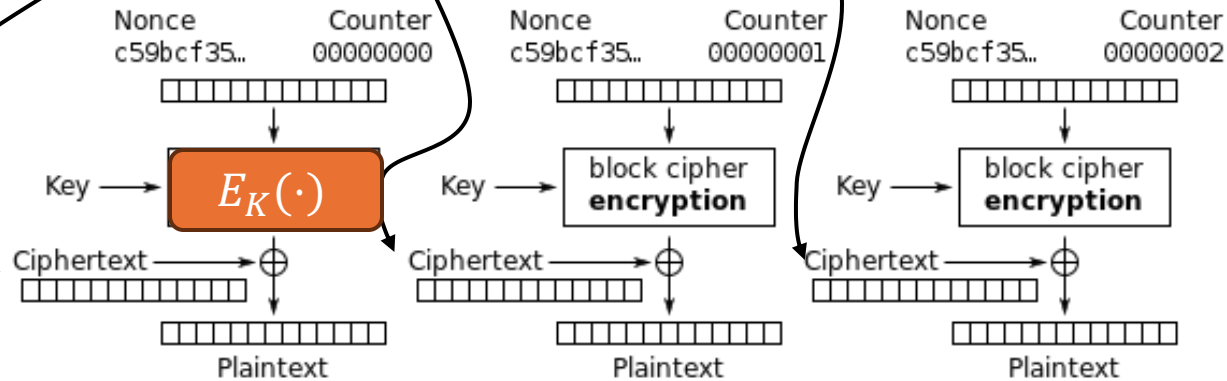 Nonce Counter
c59bcf35… 00000000
Key
E_K(·)
Ciphertext
Plaintext
Nonce Counter
c59bcf35… 00000001
Key
block cipher
encryption
Ciphertext
Plaintext
Nonce Counter
c59bcf35… 00000002
Key
block cipher
encryption
Ciphertext
Plaintext